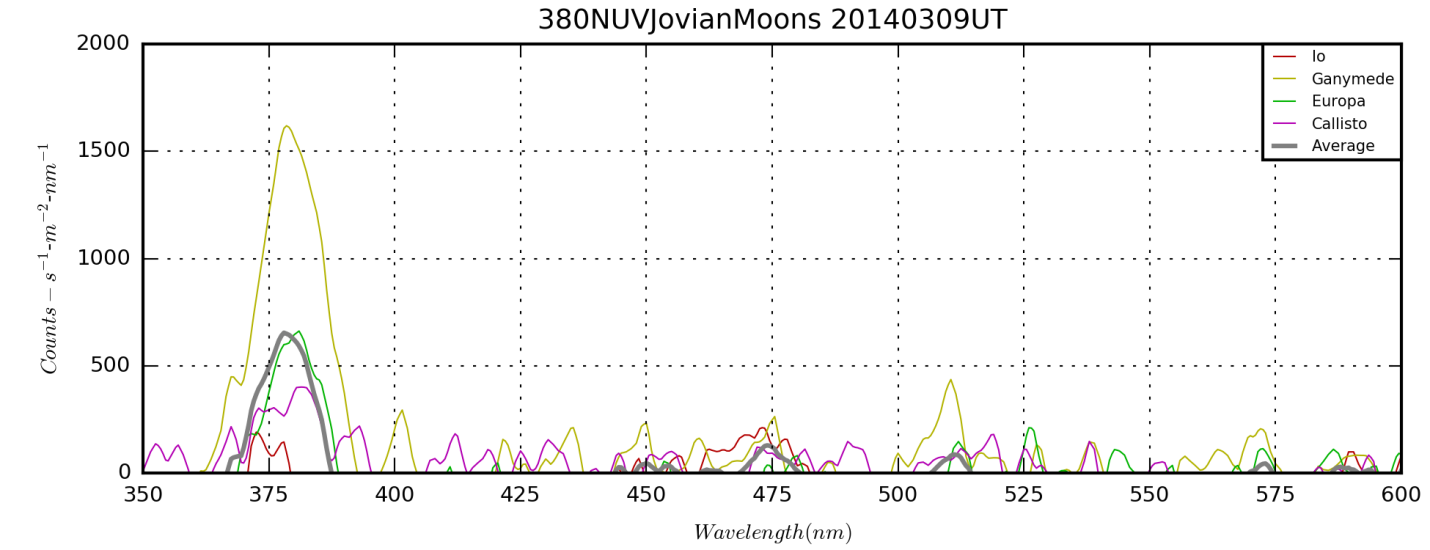 380NUVJovianMoons 20140309UT
2000
1500
1000
500
0
Counts − s⁻¹-m⁻²-nm⁻¹
Io
Ganymede
Europa
Callisto
Average
350 375 400 425 450 475 500 525 550 575 600
Wavelength(nm)